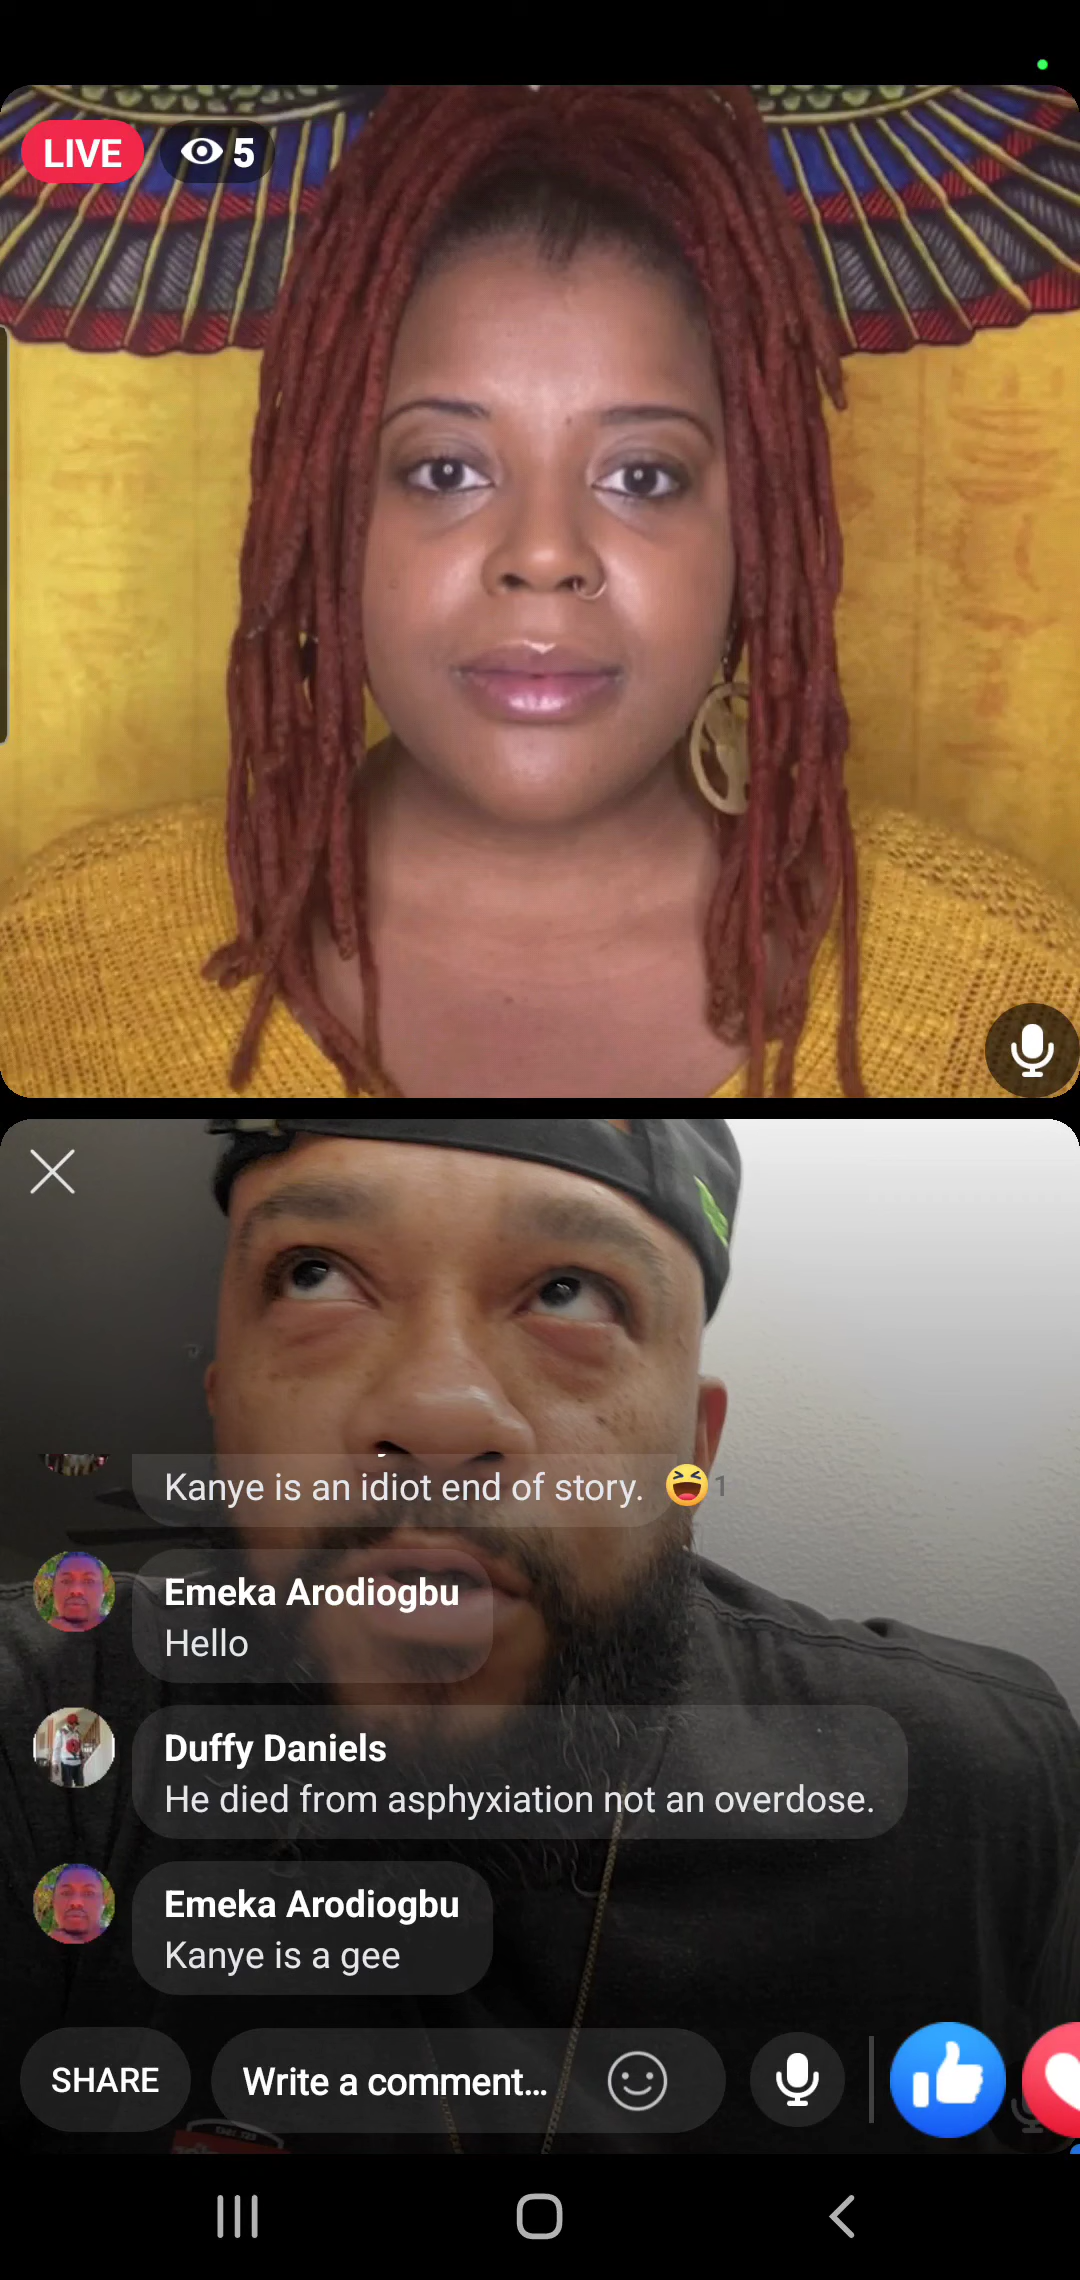 LIVE
5
Kanye is an idiot end of story.
1
Emeka Arodiogbu
Hello
Duffy Daniels
He died from asphyxiation not an overdose.
Emeka Arodiogbu
Kanye is a gee
SHARE
Write a comment...